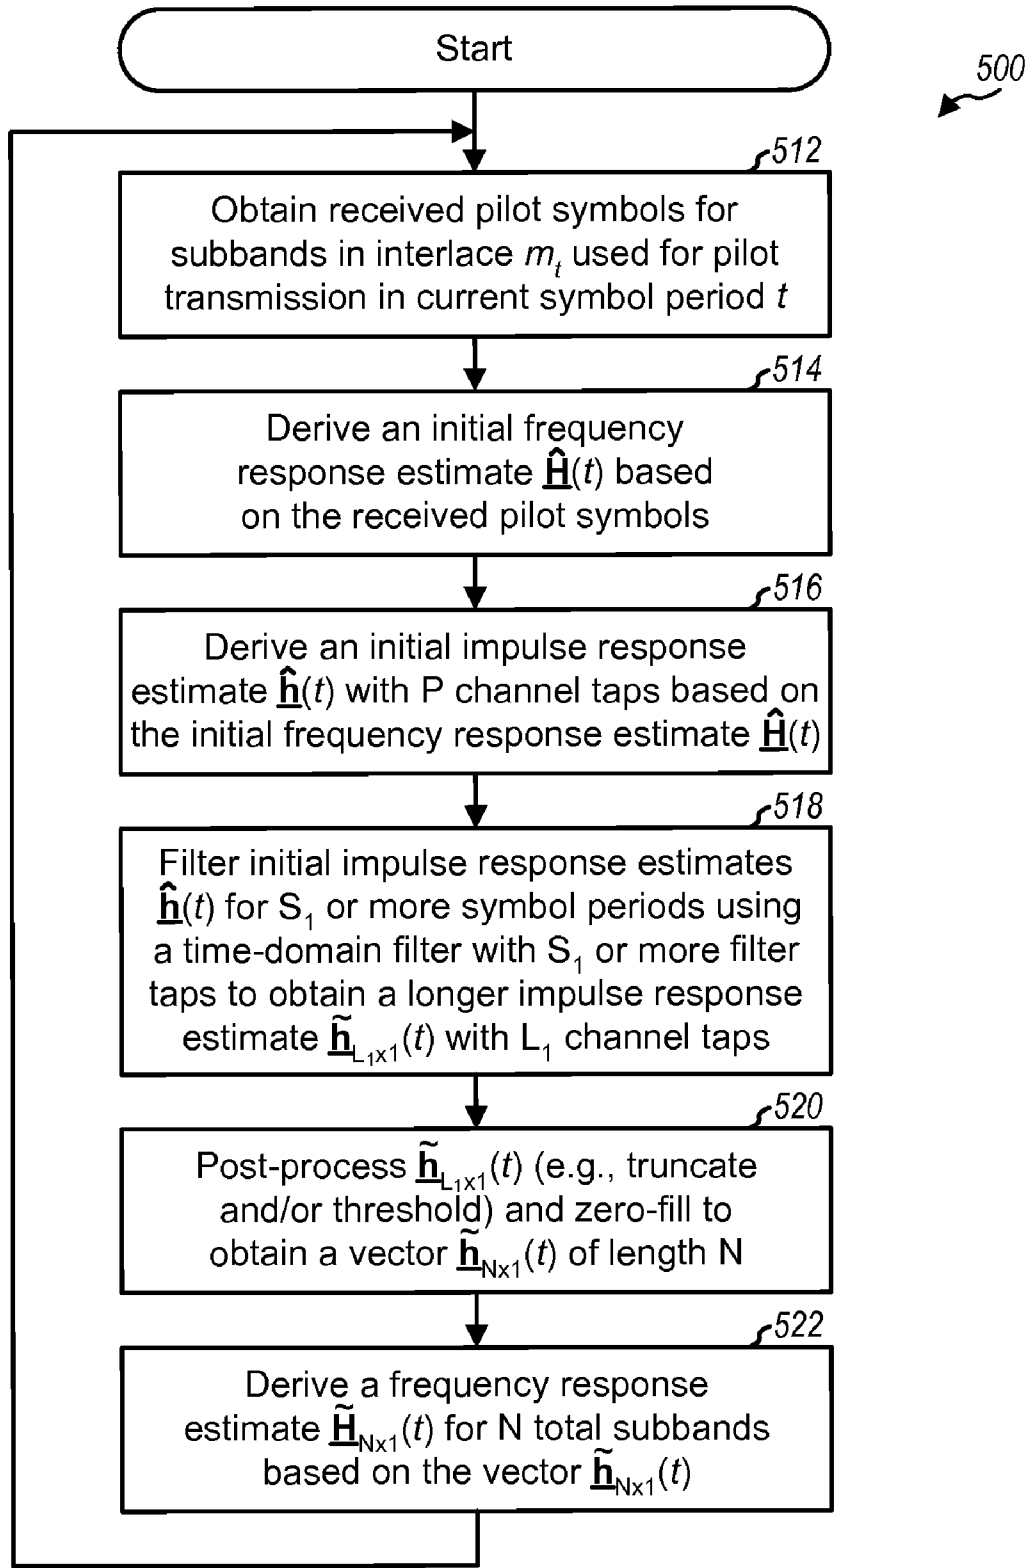 Start
500
512
Obtain received pilot symbols for
subbands in interlace m_t used for pilot
transmission in current symbol period t
514
Derive an initial frequency
response estimate Ĥ(t) based
on the received pilot symbols
516
Derive an initial impulse response
estimate ĥ(t) with P channel taps based on
the initial frequency response estimate Ĥ(t)
518
Filter initial impulse response estimates
ĥ(t) for S₁ or more symbol periods using
a time-domain filter with S₁ or more filter
taps to obtain a longer impulse response
estimate h̃_L₁x1(t) with L₁ channel taps
520
Post-process h̃_L₁x1(t) (e.g., truncate
and/or threshold) and zero-fill to
obtain a vector h̃_Nx1(t) of length N
522
Derive a frequency response
estimate H̃_Nx1(t) for N total subbands
based on the vector h̃_Nx1(t)